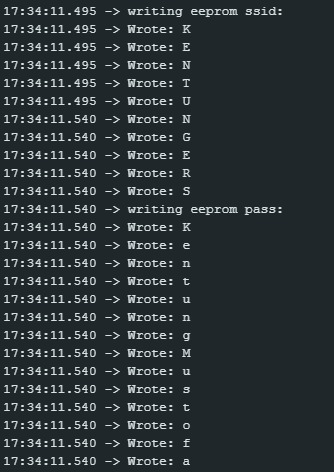 17:34:11.495 -> writing eeprom ssid:
17:34:11.495 -> Wrote: K
17:34:11.495 -> Wrote: E
17:34:11.495 -> Wrote: N
17:34:11.495 -> Wrote: T
17:34:11.495 -> Wrote: U
17:34:11.540 -> Wrote: N
17:34:11.540 -> Wrote: G
17:34:11.540 -> Wrote: E
17:34:11.540 -> Wrote: R
17:34:11.540 -> Wrote: S
17:34:11.540 -> writing eeprom pass:
17:34:11.540 -> Wrote: K
17:34:11.540 -> Wrote: e
17:34:11.540 -> Wrote: n
17:34:11.540 -> Wrote: t
17:34:11.540 -> Wrote: u
17:34:11.540 -> Wrote: n
17:34:11.540 -> Wrote: g
17:34:11.540 -> Wrote: M
17:34:11.540 -> Wrote: u
17:34:11.540 -> Wrote: s
17:34:11.540 -> Wrote: t
17:34:11.540 -> Wrote: o
17:34:11.540 -> Wrote: f
17:34:11.540 -> Wrote: a